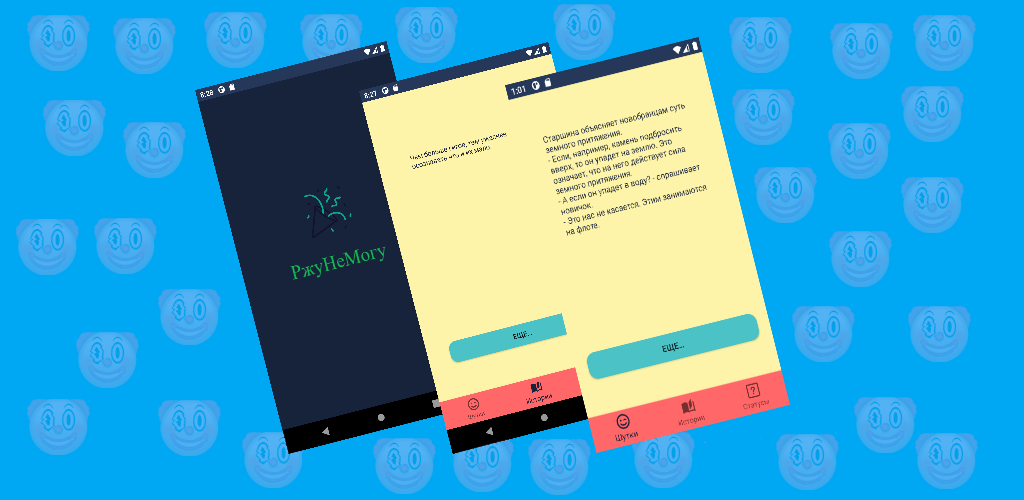 8:28
РжуНеМогу
8:27
ЕЩЕ...
Шутки
Истории
1:01
Старшина объясняет новобранцам суть
земного притяжения.
- Если, например, камень подбросить
вверх, то он упадет на землю. Это
означает, что на него действует сила
земного притяжения.
- А если он упадет в воду? - спрашивает
новичок.
- Это нас не касается. Этим занимаются
на флоте.
ЕЩЕ...
Шутки
Истории
Статусы